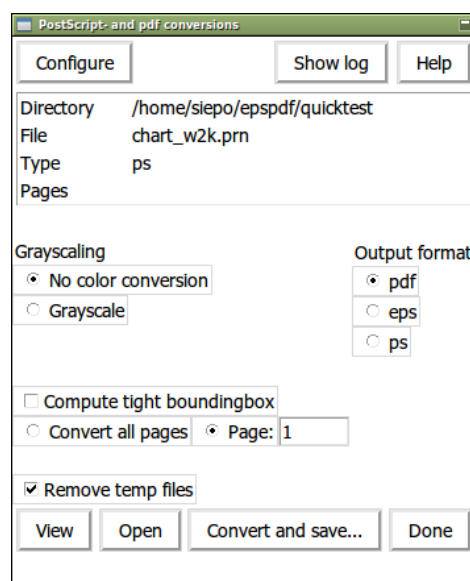 PostScript- and pdf conversions
Configure Show log Help
Directory /home/siepo/epspdf/quicktest
File chart_w2k.prn
Type ps
Pages
Grayscaling Output format
No color conversion pdf
Grayscale eps
ps
Compute tight boundingbox
Convert all pages Page: 1
Remove temp files
View Open Convert and save... Done